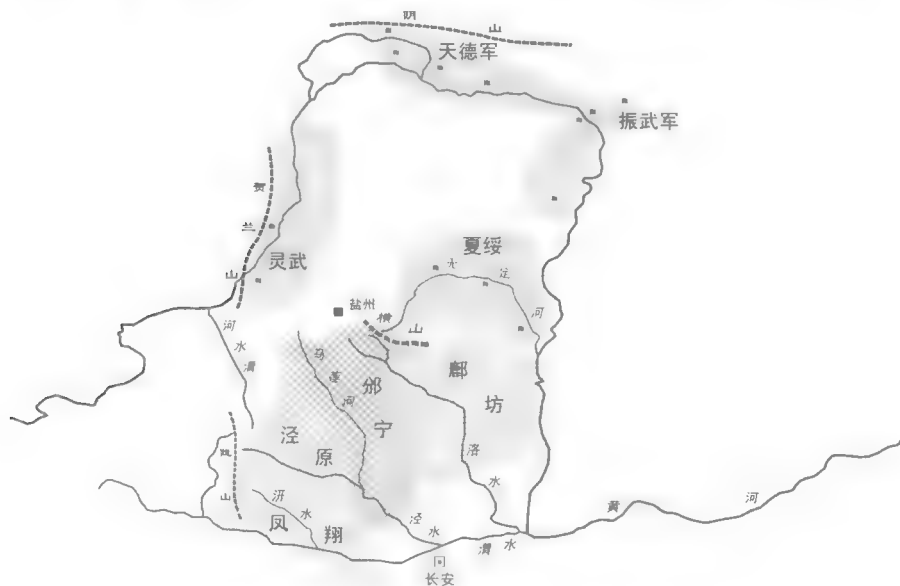 阴山
天德军
振武军
贺兰山
灵武
夏绥
无定河
盐州
横山
河水渭
马莲河
邠宁
鄜坊
泾原
洛水
陇山
汧水
凤翔
泾水
渭水
黄河
长安